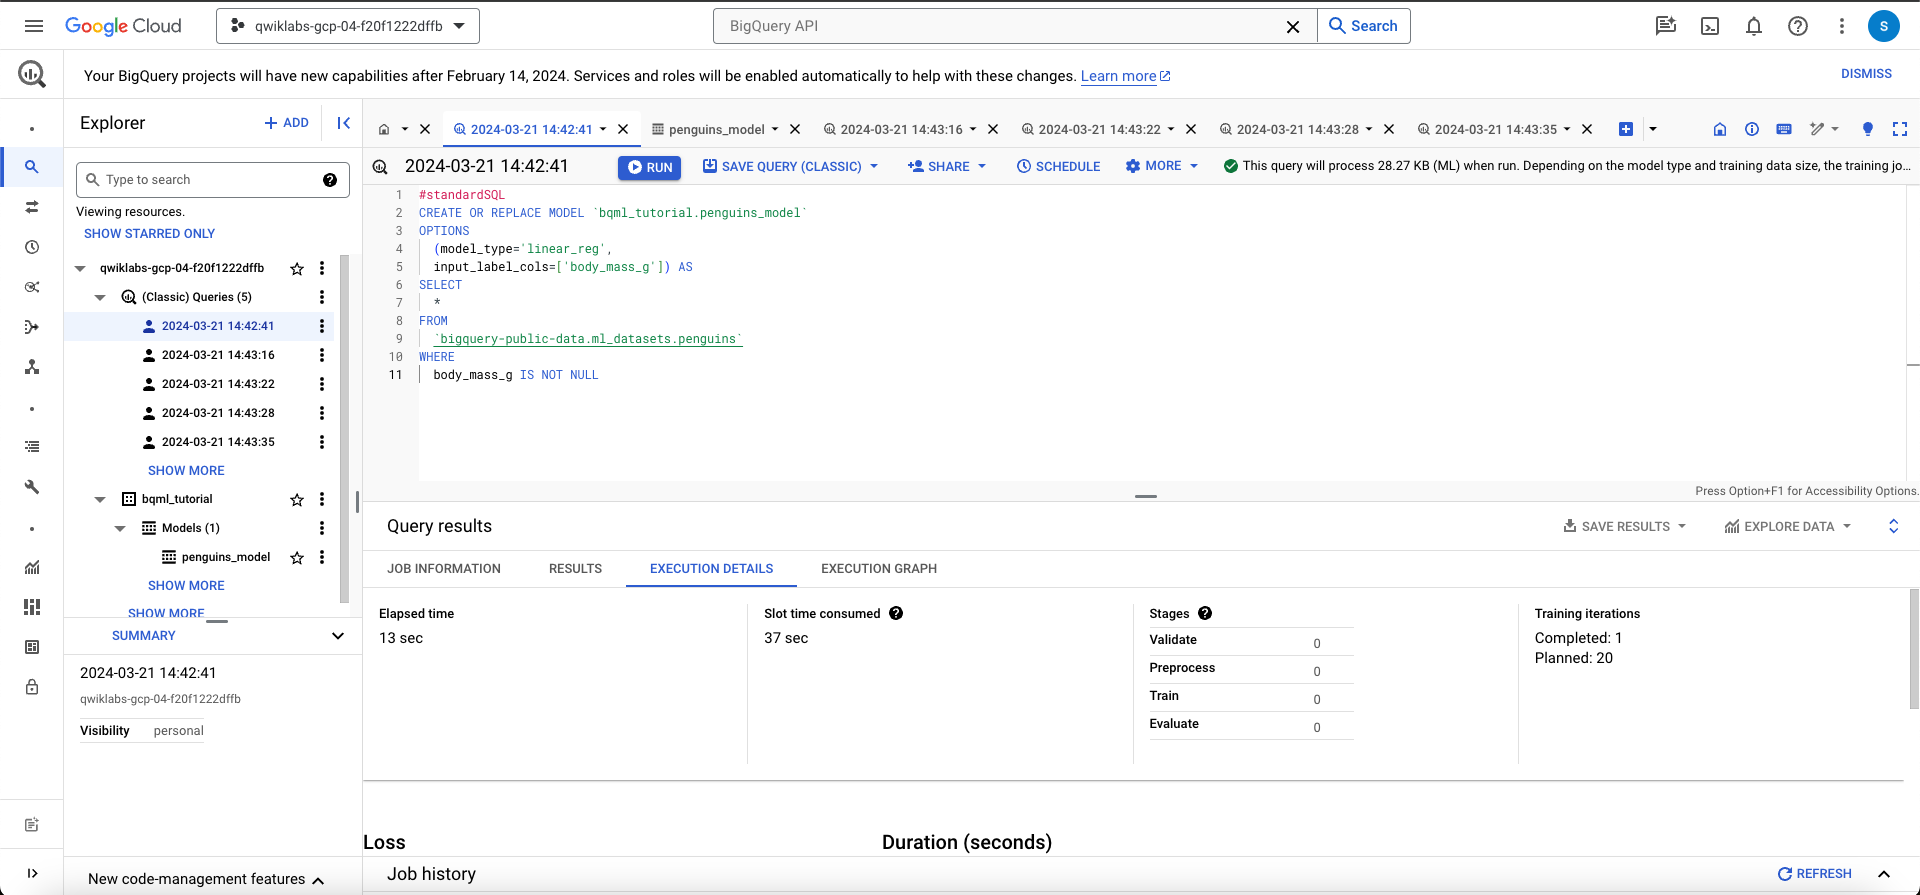 Google Cloud
qwiklabs-gcp-04-f20f1222dffb
BigQuery API
Search
S
Your BigQuery projects will have new capabilities after February 14, 2024. Services and roles will be enabled automatically to help with these changes. Learn more
DISMISS
Explorer
ADD
2024-03-21 14:42:41
penguins_model
2024-03-21 14:43:16
2024-03-21 14:43:22
2024-03-21 14:43:28
2024-03-21 14:43:35
Type to search
Viewing resources.
SHOW STARRED ONLY
qwiklabs-gcp-04-f20f1222dffb
(Classic) Queries (5)
2024-03-21 14:42:41
2024-03-21 14:43:16
2024-03-21 14:43:22
2024-03-21 14:43:28
2024-03-21 14:43:35
SHOW MORE
bqml_tutorial
Models (1)
penguins_model
SHOW MORE
SHOW MORE
SUMMARY
2024-03-21 14:42:41
qwiklabs-gcp-04-f20f1222dffb
Visibility personal
New code-management features
2024-03-21 14:42:41
RUN
SAVE QUERY (CLASSIC)
SHARE
SCHEDULE
MORE
This query will process 28.27 KB (ML) when run. Depending on the model type and training data size, the training jo...
1 #standardSQL
2 CREATE OR REPLACE MODEL `bqml_tutorial.penguins_model`
3 OPTIONS
4 (model_type='linear_reg',
5 input_label_cols=['body_mass_g']) AS
6 SELECT
7 *
8 FROM
9 `bigquery-public-data.ml_datasets.penguins`
10 WHERE
11 body_mass_g IS NOT NULL
Press Option+F1 for Accessibility Options.
Query results
SAVE RESULTS
EXPLORE DATA
JOB INFORMATION
RESULTS
EXECUTION DETAILS
EXECUTION GRAPH
Elapsed time
13 sec
Slot time consumed
37 sec
Stages
Validate 0
Preprocess 0
Train 0
Evaluate 0
Training iterations
Completed: 1
Planned: 20
Loss
Duration (seconds)
Job history
REFRESH